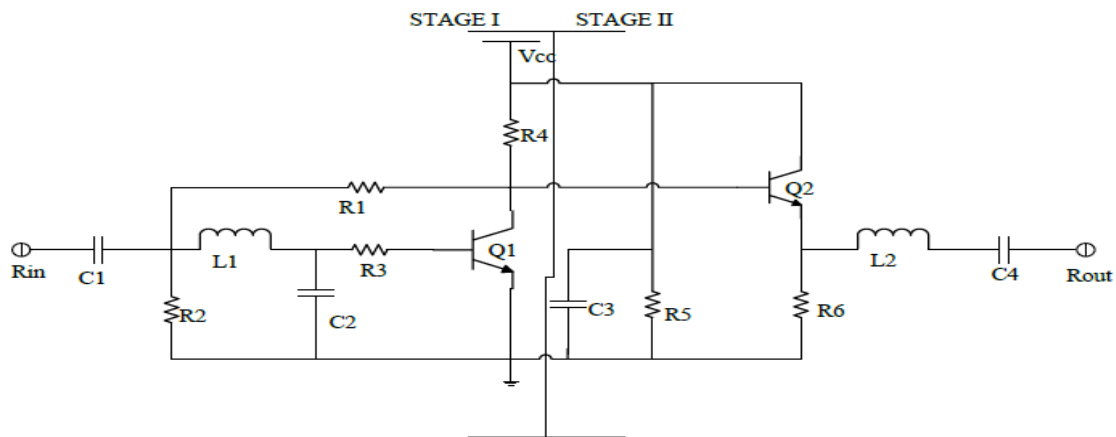 STAGE I STAGE II
Vcc
R4
Q2
R1
Q1
L1
R3
L2
Rin
C1
C4
Rout
R2
C2
C3
R5
R6